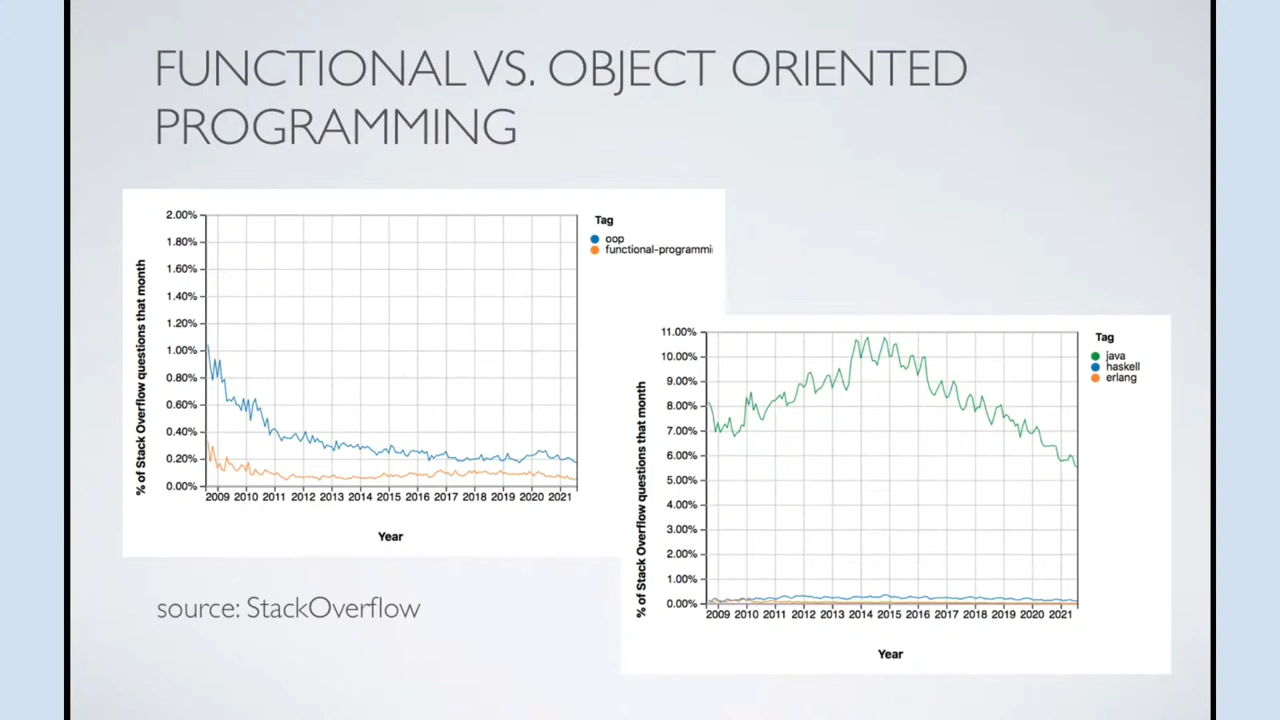 FUNCTIONAL VS. OBJECT ORIENTED
PROGRAMMING
2.00%
1.80%
1.60%
1.40%
1.20%
1.00%
0.80%
0.60%
0.40%
0.20%
0.00%
% of Stack Overflow questions that month
2009 2010 2011 2012 2013 2014 2015 2016 2017 2018 2019 2020 2021
Year
Tag
oop
functional-programmi
11.00%
10.00%
9.00%
8.00%
7.00%
6.00%
5.00%
4.00%
3.00%
2.00%
1.00%
0.00%
% of Stack Overflow questions that month
2009 2010 2011 2012 2013 2014 2015 2016 2017 2018 2019 2020 2021
Year
Tag
java
haskell
erlang
source: StackOverflow